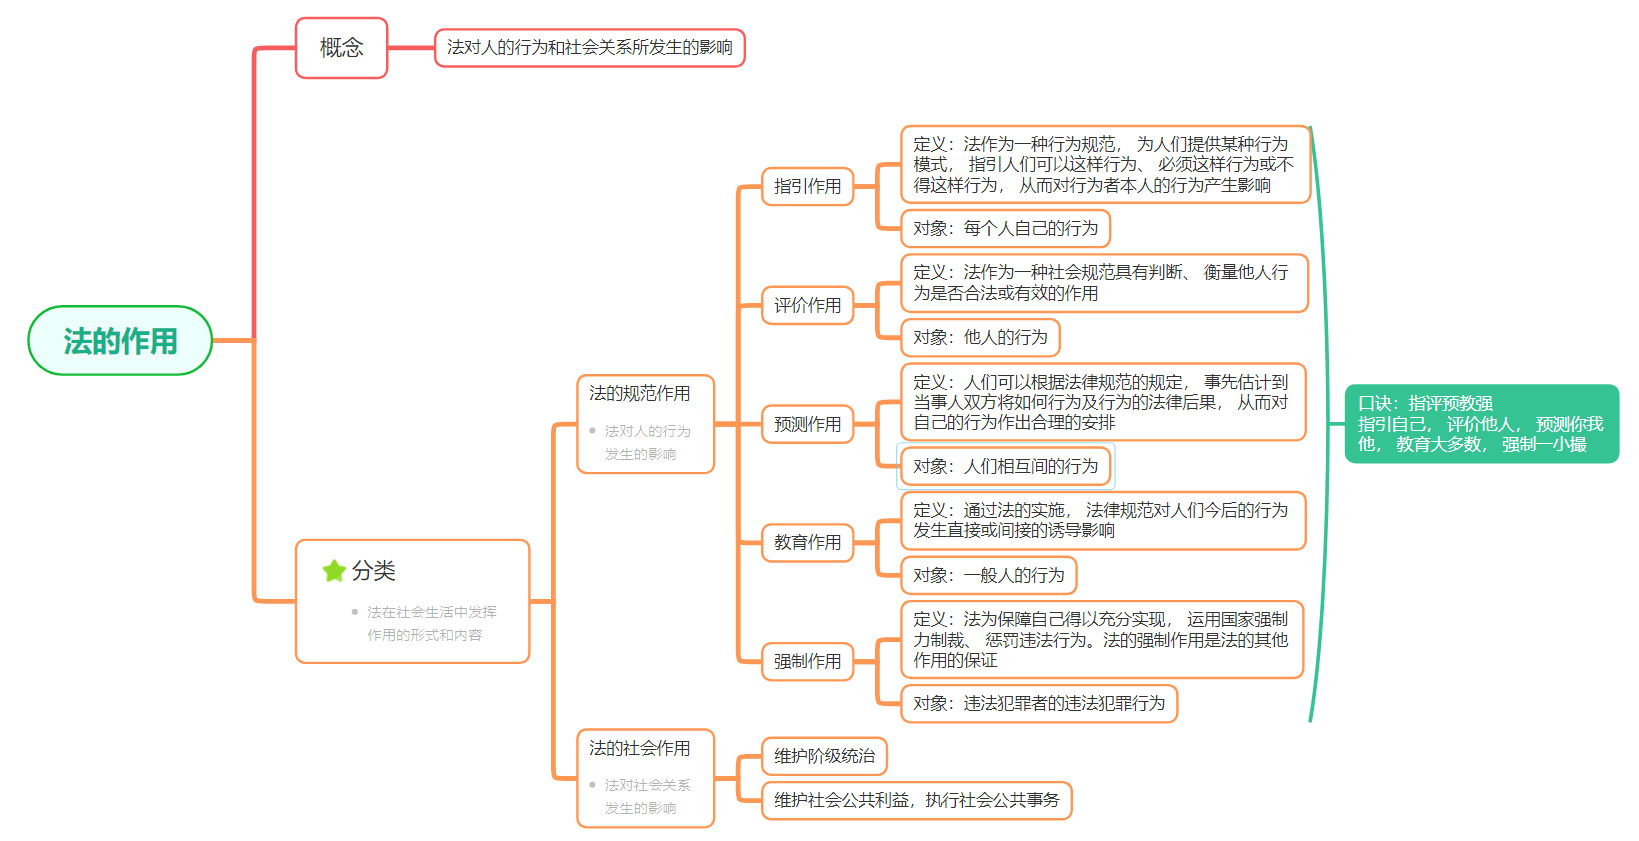 法的作用
概念
法对人的行为和社会关系所发生的影响
分类
法在社会生活中发挥
作用的形式和内容
法的规范作用
法对人的行为
发生的影响
指引作用
定义：法作为一种行为规范， 为人们提供某种行为
模式， 指引人们可以这样行为、 必须这样行为或不
得这样行为， 从而对行为者本人的行为产生影响
对象：每个人自己的行为
评价作用
定义：法作为一种社会规范具有判断、 衡量他人行
为是否合法或有效的作用
对象：他人的行为
预测作用
定义：人们可以根据法律规范的规定， 事先估计到
当事人双方将如何行为及行为的法律后果， 从而对
自己的行为作出合理的安排
对象：人们相互间的行为
教育作用
定义：通过法的实施， 法律规范对人们今后的行为
发生直接或间接的诱导影响
对象：一般人的行为
强制作用
定义：法为保障自己得以充分实现， 运用国家强制
力制裁、 惩罚违法行为。法的强制作用是法的其他
作用的保证
对象：违法犯罪者的违法犯罪行为
口诀：指评预教强
指引自己， 评价他人， 预测你我
他， 教育大多数， 强制一小撮
法的社会作用
法对社会关系
发生的影响
维护阶级统治
维护社会公共利益，执行社会公共事务